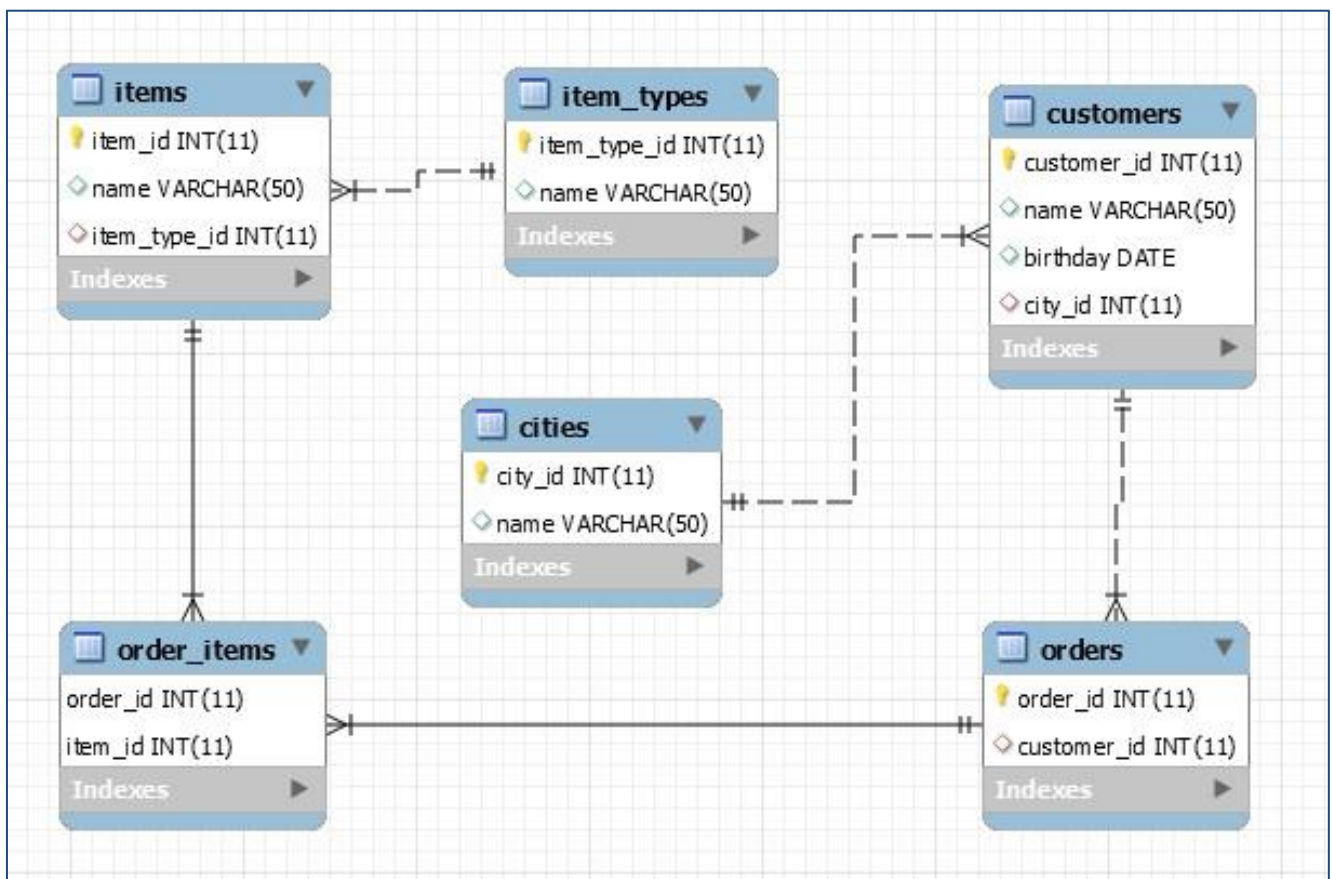 items
item_id INT(11)
name VARCHAR(50)
item_type_id INT(11)
Indexes
item_types
item_type_id INT(11)
name VARCHAR(50)
Indexes
customers
customer_id INT(11)
name VARCHAR(50)
birthday DATE
city_id INT(11)
Indexes
cities
city_id INT(11)
name VARCHAR(50)
Indexes
order_items
order_id INT(11)
item_id INT(11)
Indexes
orders
order_id INT(11)
customer_id INT(11)
Indexes